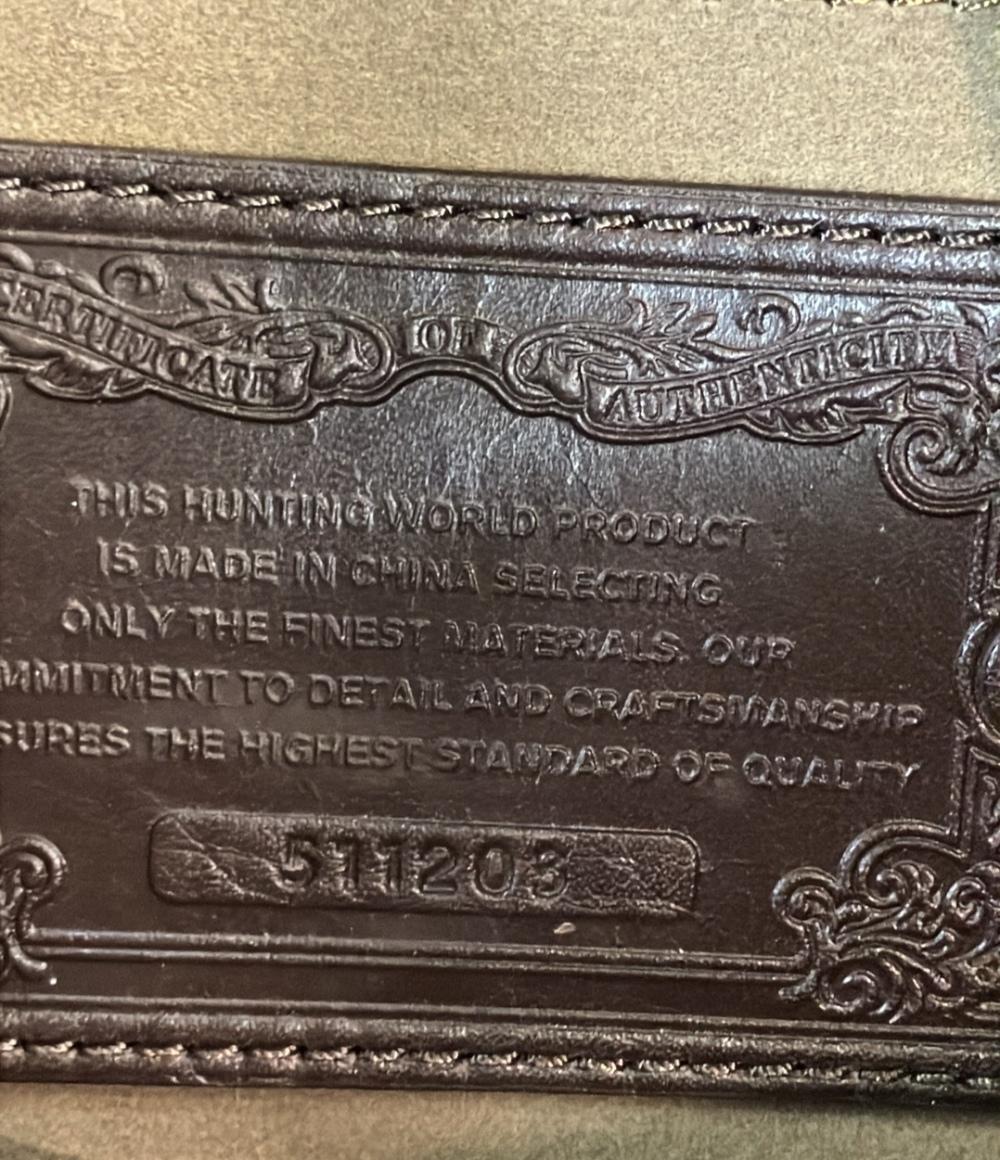 CERTIFICATE OF AUTHENTICITY
THIS HUNTING WORLD PRODUCT
IS MADE IN CHINA SELECTING
ONLY THE FINEST MATERIALS. OUR
MMITMENT TO DETAIL AND CRAFTSMANSHIP
SURES THE HIGHEST STANDARD OF QUALITY
511203